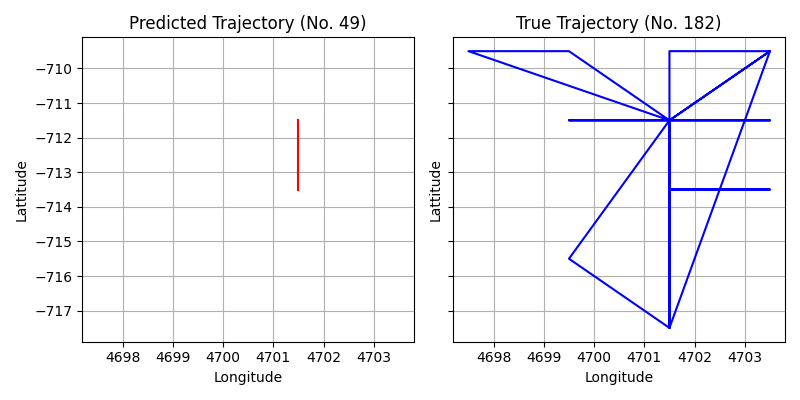 Predicted Trajectory (No. 49)
True Trajectory (No. 182)
Lattitude
−710
−711
−712
−713
−714
−715
−716
−717
4698 4699 4700 4701 4702 4703
Longitude
Lattitude
4698 4699 4700 4701 4702 4703
Longitude